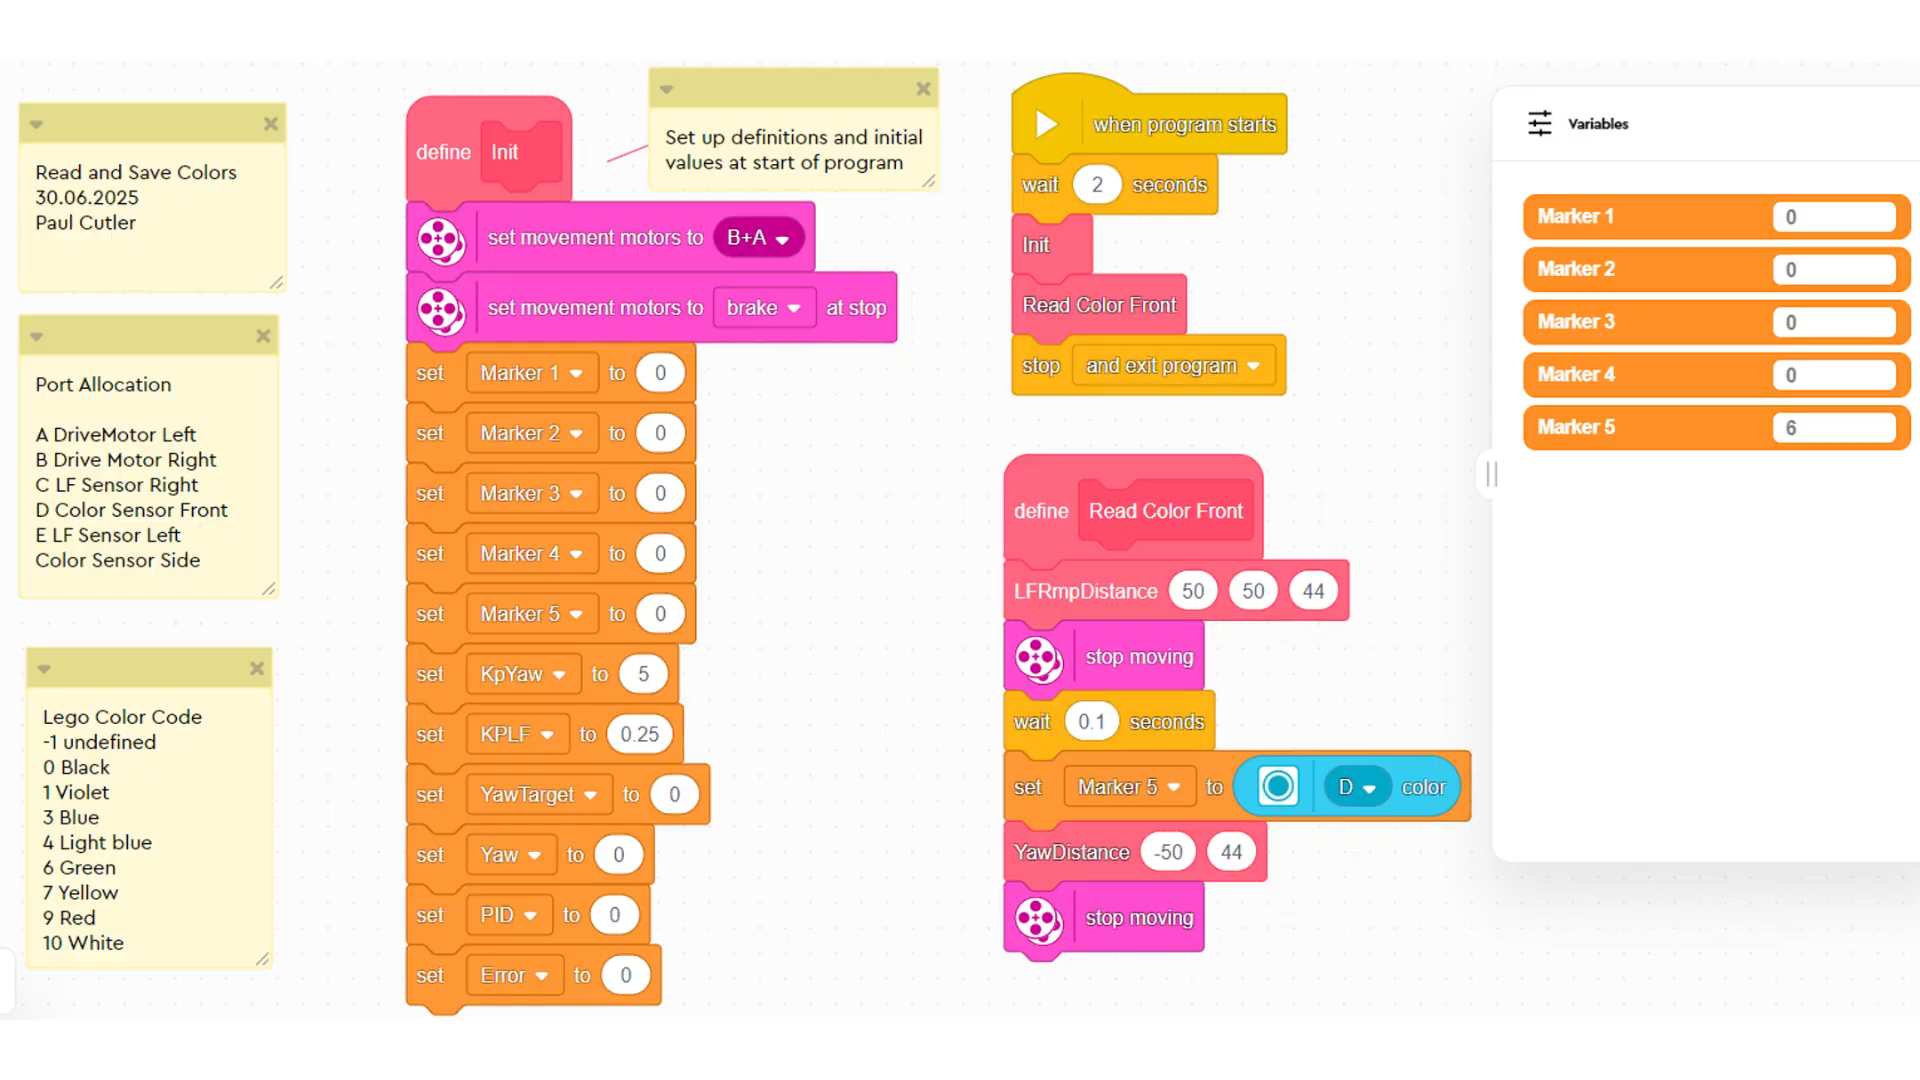 Read and Save Colors
30.06.2025
Paul Cutler
Port Allocation
A DriveMotor Left
B Drive Motor Right
C LF Sensor Right
D Color Sensor Front
E LF Sensor Left
Color Sensor Side
Lego Color Code
-1 undefined
0 Black
1 Violet
3 Blue
4 Light blue
6 Green
7 Yellow
9 Red
10 White
define Init
Set up definitions and initial
values at start of program
set movement motors to B+A
set movement motors to brake at stop
set Marker 1 to 0
set Marker 2 to 0
set Marker 3 to 0
set Marker 4 to 0
set Marker 5 to 0
set KpYaw to 5
set KPLF to 0.25
set YawTarget to 0
set Yaw to 0
set PID to 0
set Error to 0
when program starts
wait 2 seconds
Init
Read Color Front
stop and exit program
define Read Color Front
LFRmpDistance 50 50 44
stop moving
wait 0.1 seconds
set Marker 5 to D color
YawDistance -50 44
stop moving
Variables
Marker 1 0
Marker 2 0
Marker 3 0
Marker 4 0
Marker 5 6